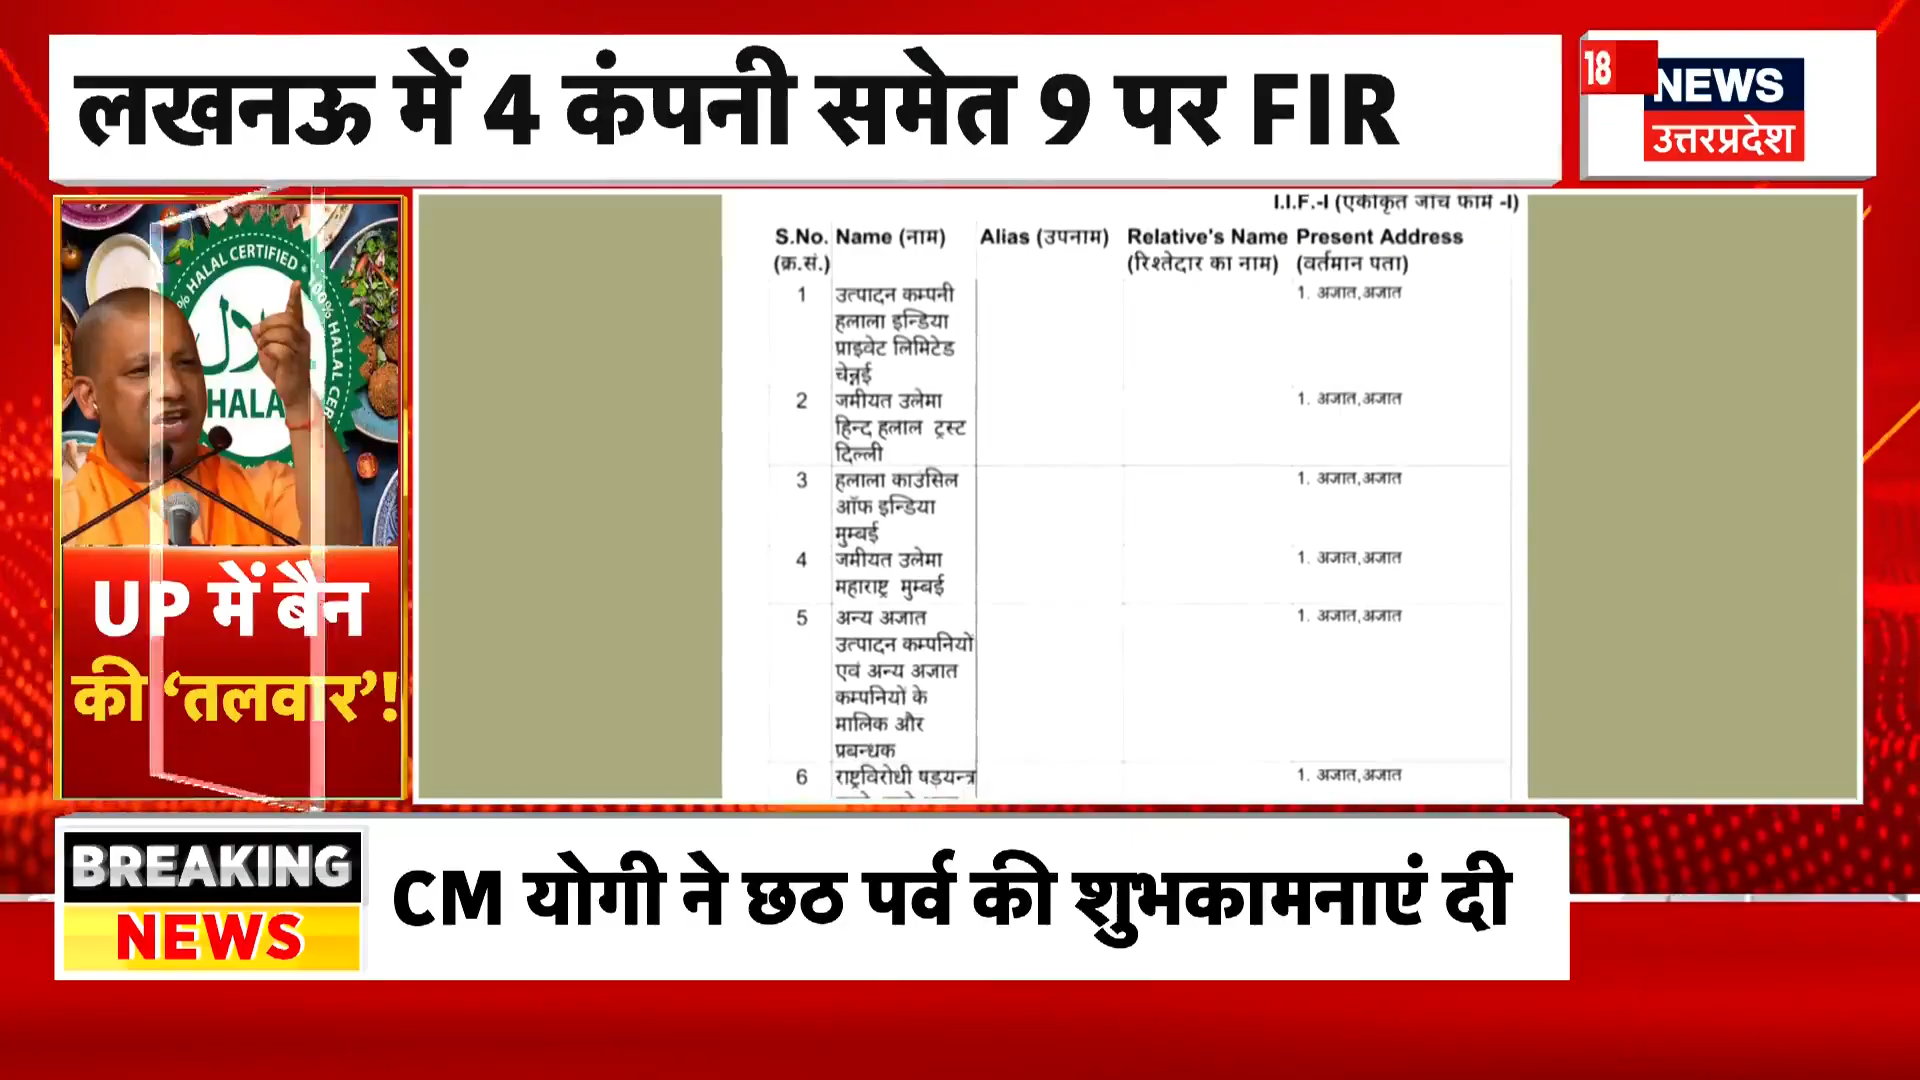 लखनऊ में 4 कंपनी समेत 9 पर FIR
18
NEWS
उत्तरप्रदेश
HALAL CERTIFIED
HALA
UP में बैन
की ‘तलवार’!
I.I.F.-I (एकीकृत जांच फार्म -I)
S.No. Name (नाम) Alias (उपनाम) Relative's Name Present Address
(क्र.सं.) (रिश्तेदार का नाम) (वर्तमान पता)
1 उत्पादन कम्पनी 1. अज्ञात,अज्ञात
हलाला इन्डिया
प्राइवेट लिमिटेड
चेन्नई
2 जमीयत उलेमा 1. अज्ञात,अज्ञात
हिन्द हलाल ट्रस्ट
दिल्ली
3 हलाला काउंसिल 1. अज्ञात,अज्ञात
ऑफ इन्डिया
मुम्बई
4 जमीयत उलेमा 1. अज्ञात,अज्ञात
महाराष्ट्र मुम्बई
5 अन्य अज्ञात 1. अज्ञात,अज्ञात
उत्पादन कम्पनियों
एवं अन्य अज्ञात
कम्पनियों के
मालिक और
प्रबन्धक
6 राष्ट्रविरोधी षडयन्त्र 1. अज्ञात,अज्ञात
BREAKING
NEWS
CM योगी ने छठ पर्व की शुभकामनाएं दी